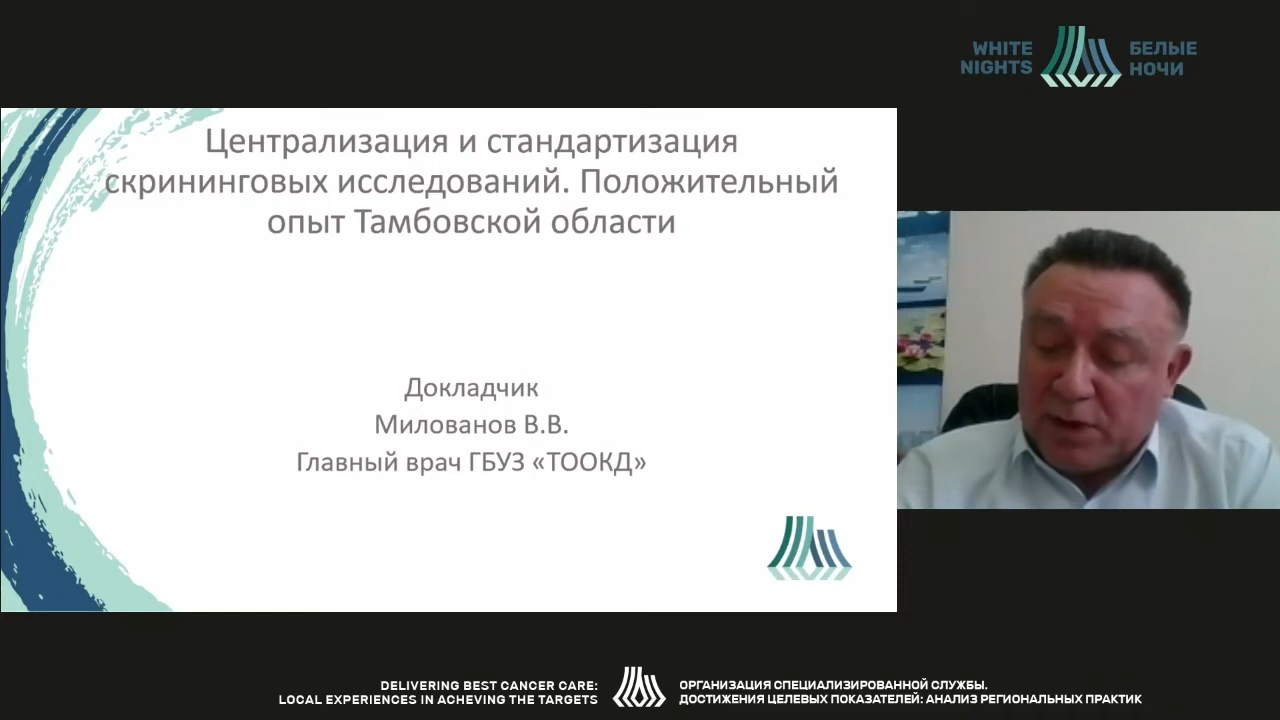 WHITE
NIGHTS
БЕЛЫЕ
НОЧИ
Централизация и стандартизация
скрининговых исследований. Положительный
опыт Тамбовской области
Докладчик
Милованов В.В.
Главный врач ГБУЗ «ТООКД»
DELIVERING BEST CANCER CARE:
LOCAL EXPERIENCES IN ACHEVING THE TARGETS
ОРГАНИЗАЦИЯ СПЕЦИАЛИЗИРОВАННОЙ СЛУЖБЫ.
ДОСТИЖЕНИЯ ЦЕЛЕВЫХ ПОКАЗАТЕЛЕЙ: АНАЛИЗ РЕГИОНАЛЬНЫХ ПРАКТИК